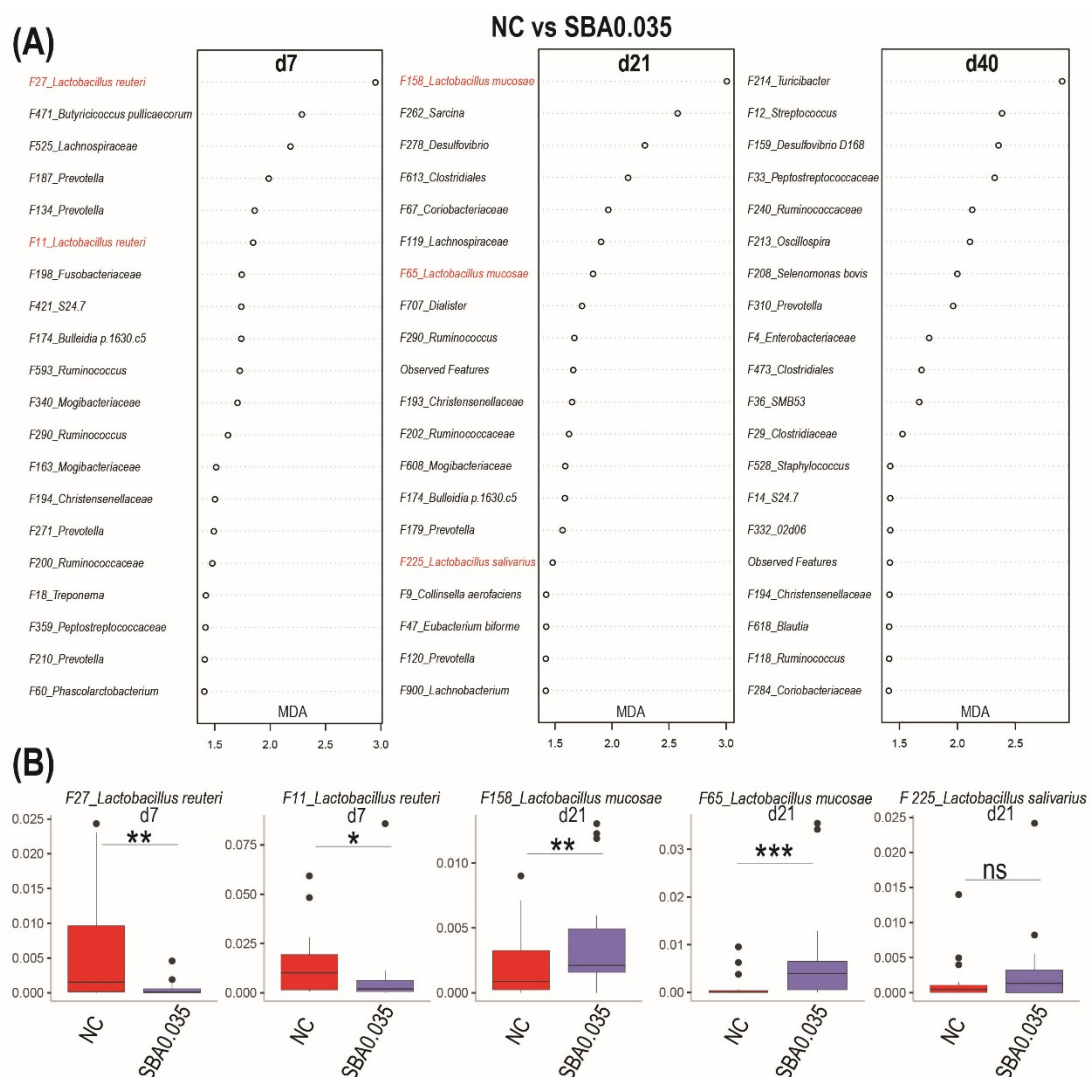 NC vs SBA0.035
(A)
d7
F27_Lactobacillus reuteri
F471_Butyricicoccus pullicaecorum
F525_Lachnospiraceae
F187_Prevotella
F134_Prevotella
F11_Lactobacillus reuteri
F198_Fusobacteriaceae
F421_S24.7
F174_Bulleidia p.1630.c5
F593_Ruminococcus
F340_Mogibacteriaceae
F290_Ruminococcus
F163_Mogibacteriaceae
F194_Christensenellaceae
F271_Prevotella
F200_Ruminococcaceae
F18_Treponema
F359_Peptostreptococcaceae
F210_Prevotella
F60_Phascolarctobacterium
MDA
1.5 2.0 2.5 3.0
d21
F158_Lactobacillus mucosae
F262_Sarcina
F278_Desulfovibrio
F613_Clostridiales
F67_Coriobacteriaceae
F119_Lachnospiraceae
F65_Lactobacillus mucosae
F707_Dialister
F290_Ruminococcus
Observed Features
F193_Christensenellaceae
F202_Ruminococcaceae
F608_Mogibacteriaceae
F174_Bulleidia p.1630.c5
F179_Prevotella
F225_Lactobacillus salivarius
F9_Collinsella aerofaciens
F47_Eubacterium biforme
F120_Prevotella
F900_Lachnobacterium
MDA
1.5 2.0 2.5 3.0
d40
F214_Turicibacter
F12_Streptococcus
F159_Desulfovibrio D168
F33_Peptostreptococcaceae
F240_Ruminococcaceae
F213_Oscillospira
F208_Selenomonas bovis
F310_Prevotella
F4_Enterobacteriaceae
F473_Clostridiales
F36_SMB53
F29_Clostridiaceae
F528_Staphylococcus
F14_S24.7
F332_02d06
Observed Features
F194_Christensenellaceae
F618_Blautia
F118_Ruminococcus
F284_Coriobacteriaceae
MDA
1.5 2.0 2.5
(B)
F27_Lactobacillus reuteri
d7
**
0.025
0.020
0.015
0.010
0.005
0.000
NC
SBA0.035
F11_Lactobacillus reuteri
d7
*
0.075
0.050
0.025
0.000
NC
SBA0.035
F158_Lactobacillus mucosae
d21
**
0.010
0.005
0.000
NC
SBA0.035
F65_Lactobacillus mucosae
d21
***
0.03
0.02
0.01
0.00
NC
SBA0.035
F 225_Lactobacillus salivarius
d21
ns
0.025
0.020
0.015
0.010
0.005
0.000
NC
SBA0.035